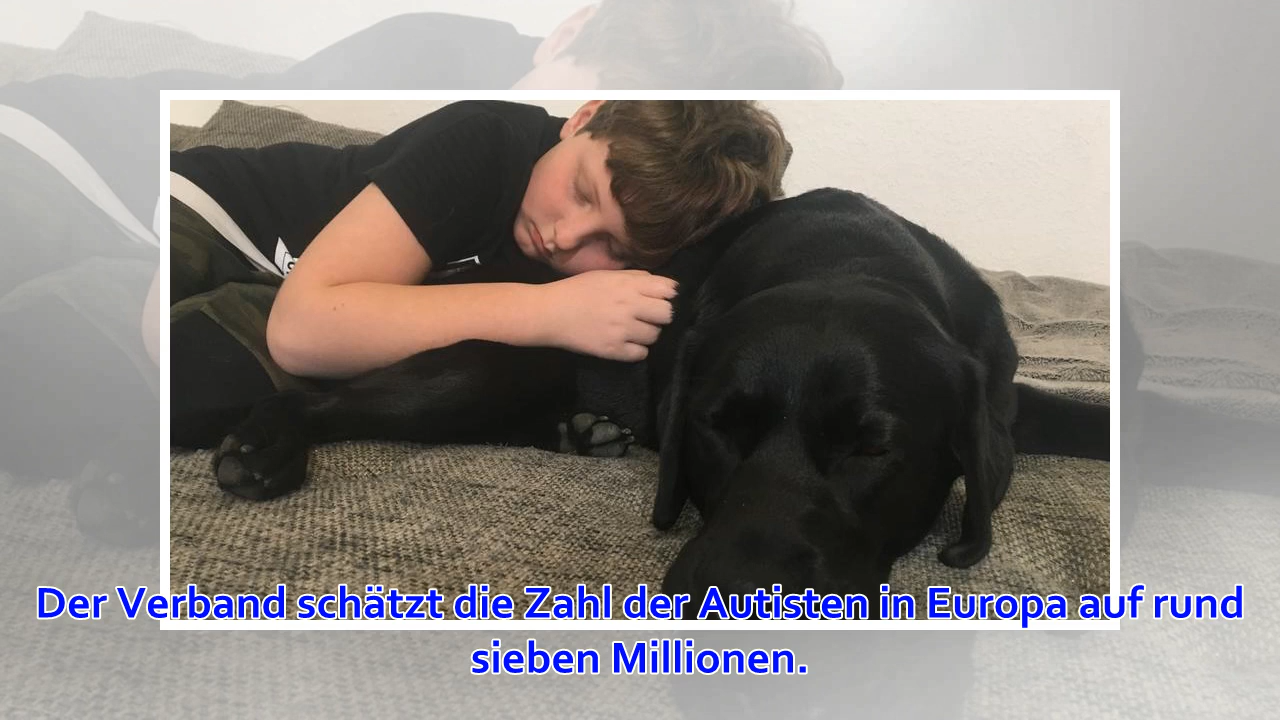 Der Verband schätzt die Zahl der Autisten in Europa auf rund
sieben Millionen.